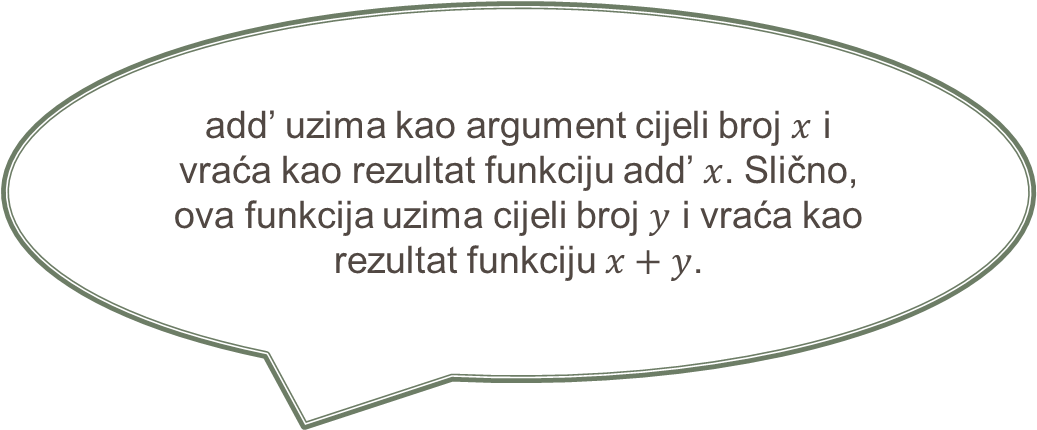 add’ uzima kao argument cijeli broj 𝑥 i
vraća kao rezultat funkciju add’ 𝑥. Slično,
ova funkcija uzima cijeli broj 𝑦 i vraća kao
rezultat funkciju 𝑥 + 𝑦.